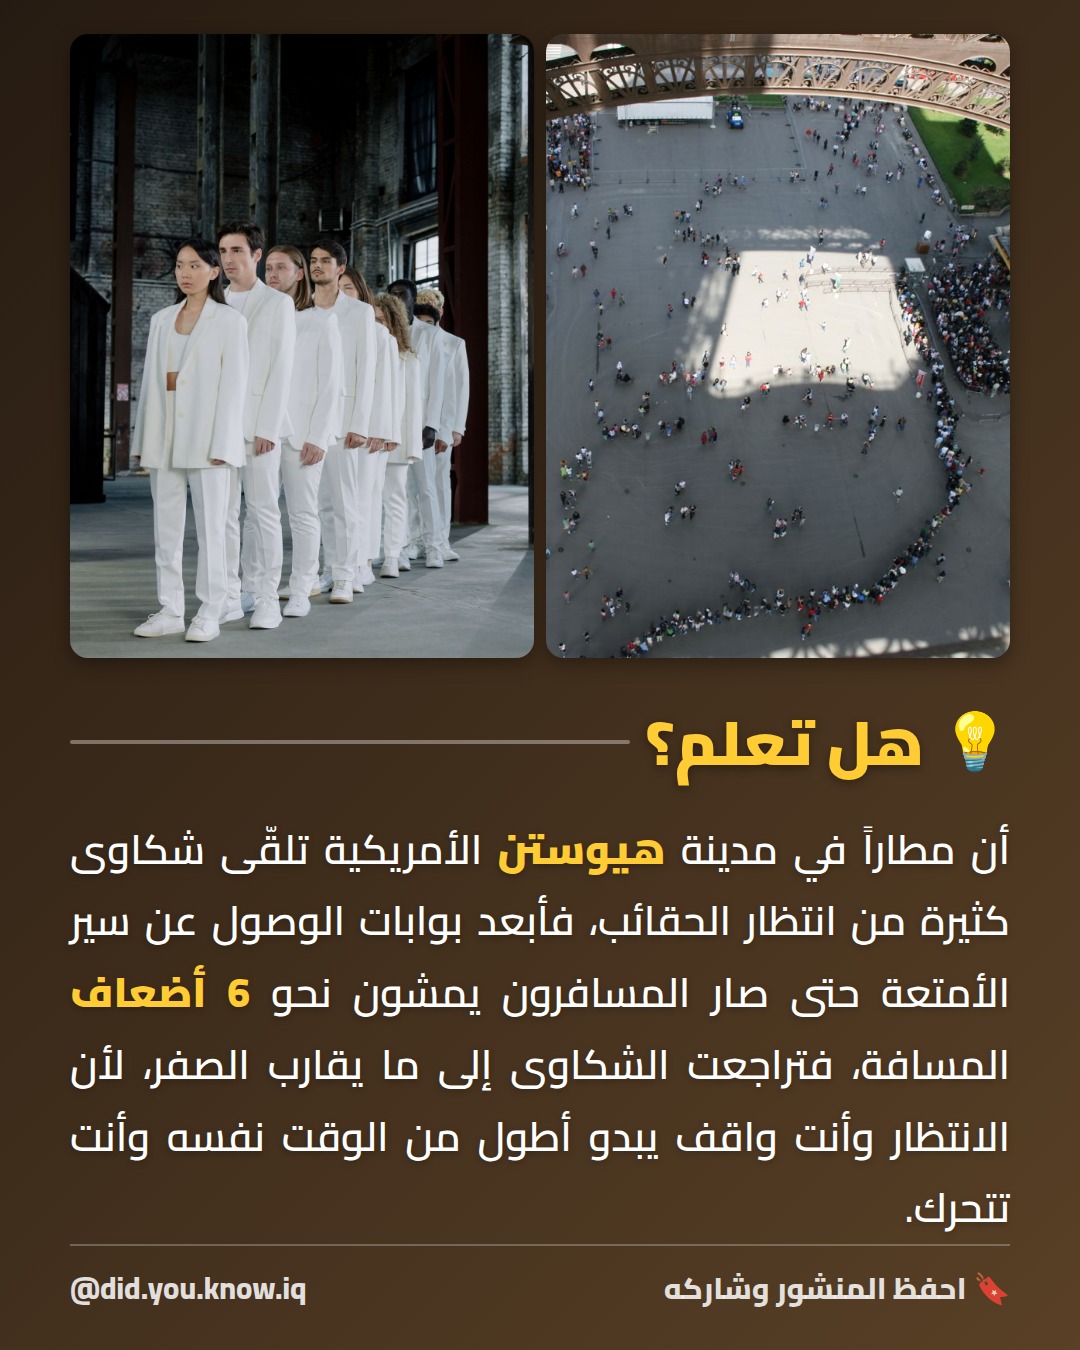 هل تعلم؟
أن مطاراً في مدينة هيوستن الأمريكية تلقّى شكاوى
كثيرة من انتظار الحقائب، فأبعد بوابات الوصول عن سير
الأمتعة حتى صار المسافرون يمشون نحو 6 أضعاف
المسافة، فتراجعت الشكاوى إلى ما يقارب الصفر، لأن
الانتظار وأنت واقف يبدو أطول من الوقت نفسه وأنت
تتحرك.
احفظ المنشور وشاركه
@did.you.know.iq